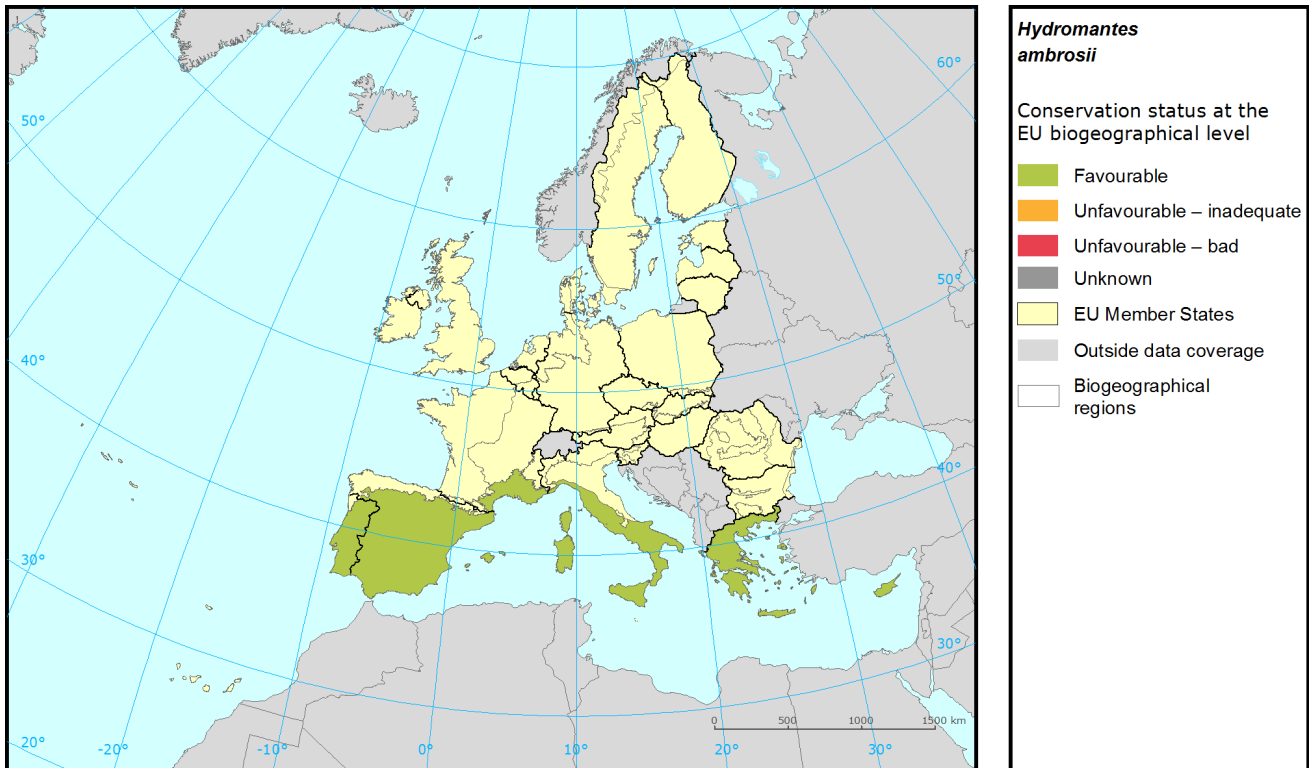 Hydromantes
ambrosii
Conservation status at the
EU biogeographical level
Favourable
Unfavourable – inadequate
Unfavourable – bad
Unknown
EU Member States
Outside data coverage
Biogeographical
regions
60°
50°
50°
40°
40°
30°
30°
20°
-20°
-10°
0°
10°
20°
30°
0
500
1000
1500 km